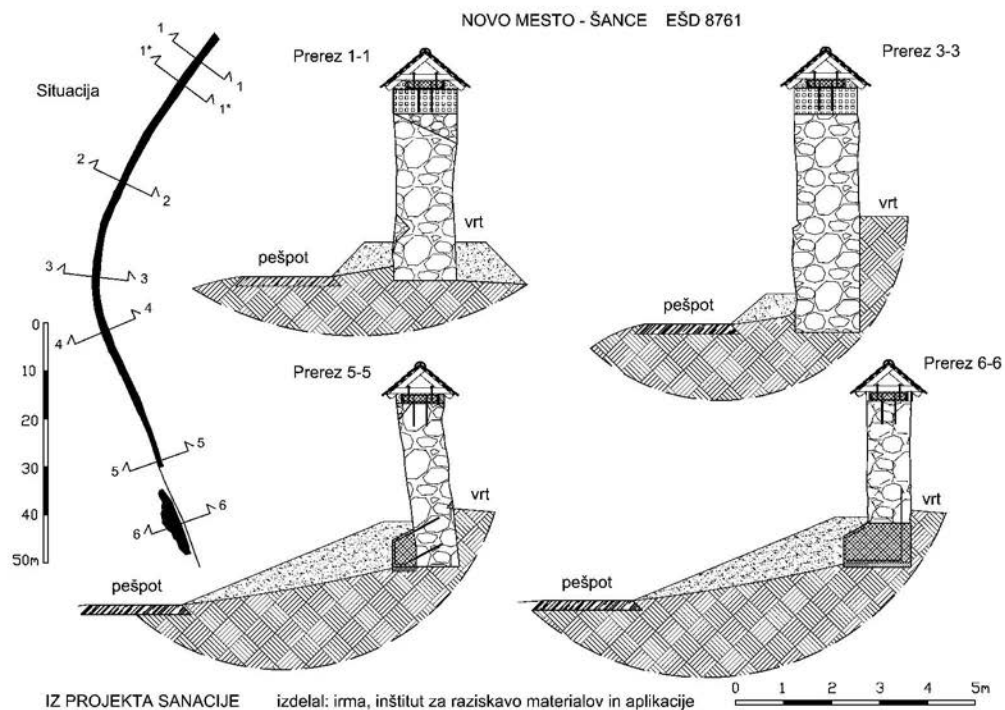 NOVO MESTO - ŠANCE EŠD 8761
Situacija
1
1*
1
1*
2
2
3
3
4
4
5
5
6
6
0
10
20
30
40
50m
Prerez 1-1
vrt
pešpot
Prerez 3-3
vrt
pešpot
Prerez 5-5
vrt
pešpot
Prerez 6-6
vrt
pešpot
IZ PROJEKTA SANACIJE izdelal: irma, inštitut za raziskavo materialov in aplikacije
0 1 2 3 4 5m